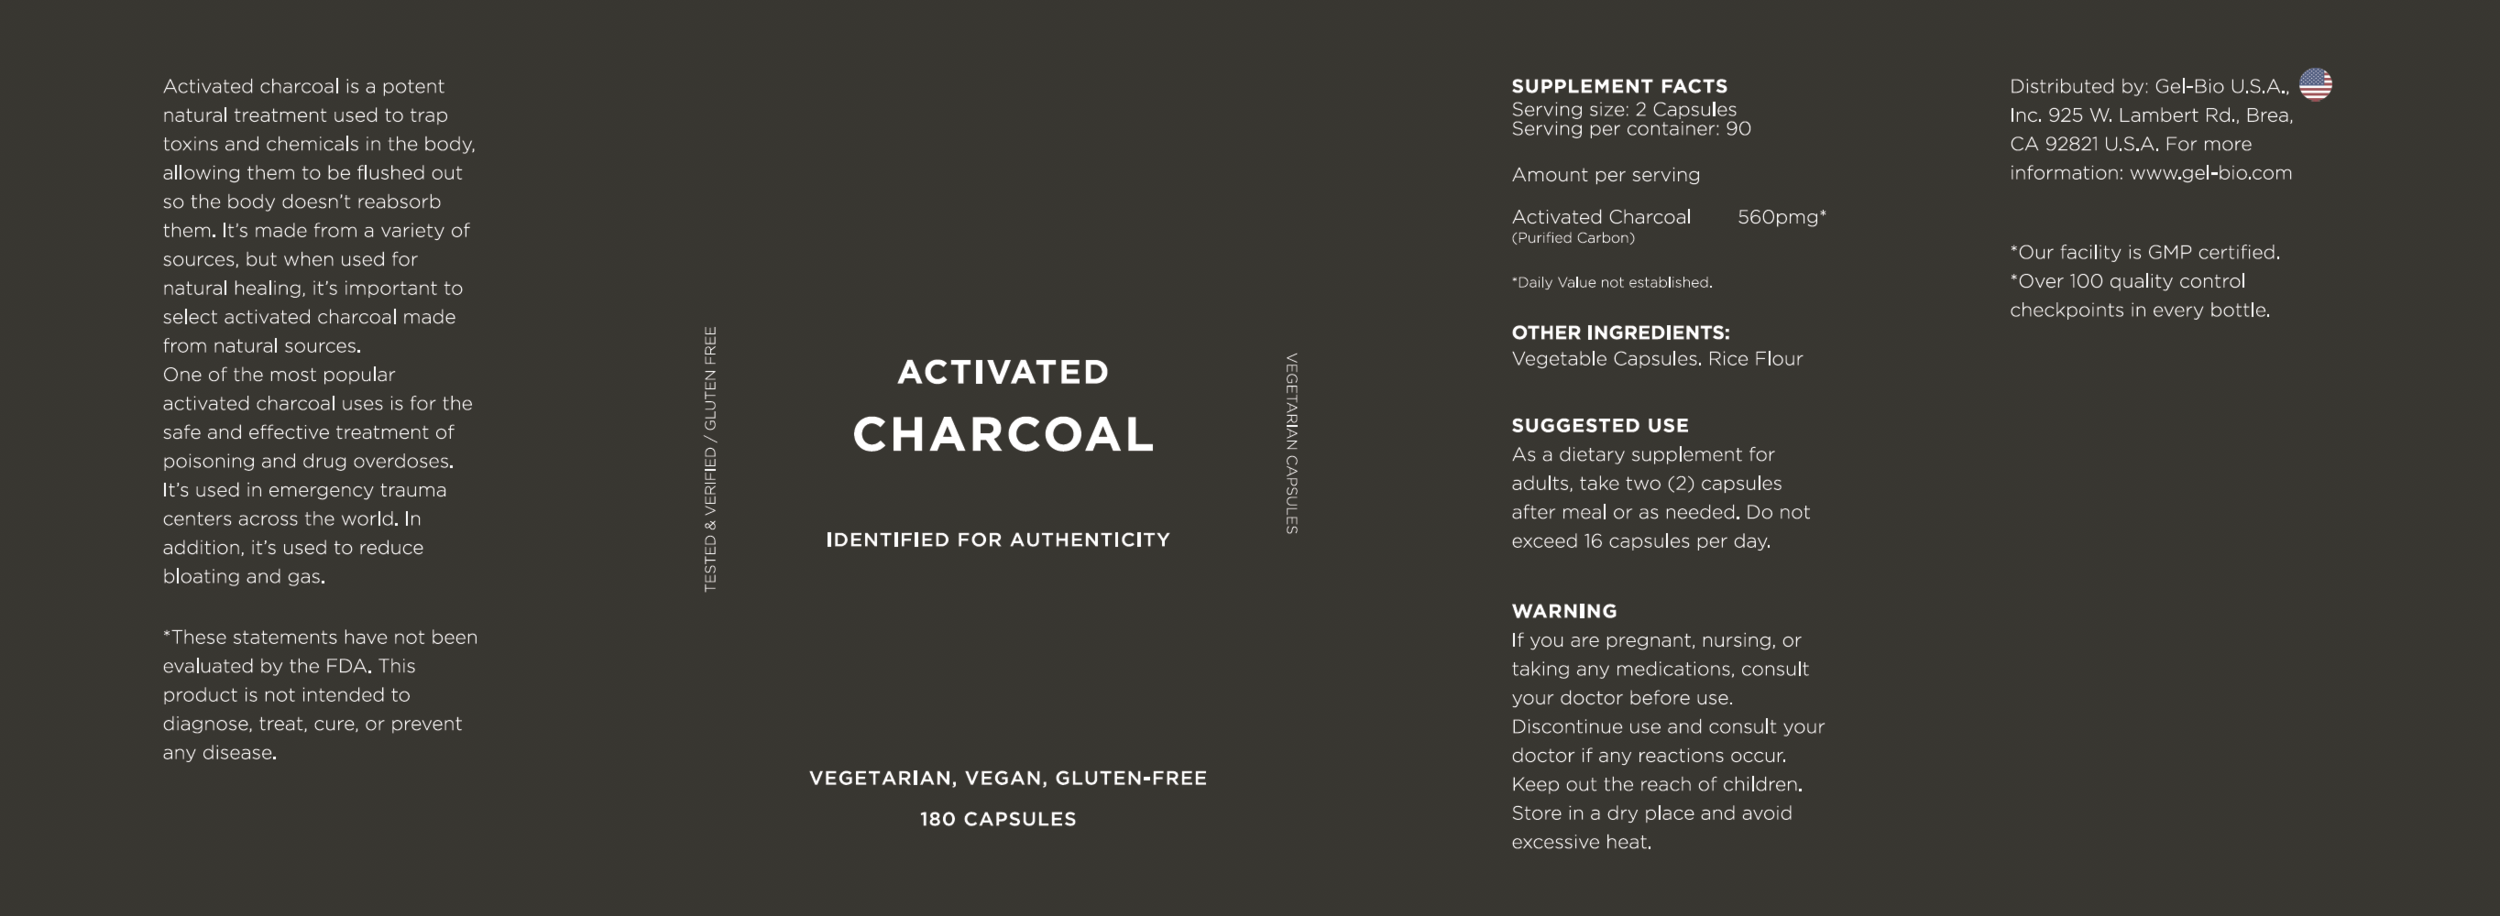 Activated charcoal is a potent
natural treatment used to trap
toxins and chemicals in the body,
allowing them to be flushed out
so the body doesn't reabsorb
them. It's made from a variety of
sources, but when used for
natural healing, it's important to
select activated charcoal made
from natural sources.
One of the most popular
activated charcoal uses is for the
safe and effective treatment of
poisoning and drug overdoses.
It's used in emergency trauma
centers across the world. In
addition, it's used to reduce
bloating and gas.
*These statements have not been
evaluated by the FDA. This
product is not intended to
diagnose, treat, cure, or prevent
any disease.
TESTED & VERIFIED / GLUTEN FREE
ACTIVATED
CHARCOAL
IDENTIFIED FOR AUTHENTICITY
VEGETARIAN, VEGAN, GLUTEN-FREE
180 CAPSULES
VEGETARIAN CAPSULES
SUPPLEMENT FACTS
Serving size: 2 Capsules
Serving per container: 90
Amount per serving
Activated Charcoal 560pmg*
(Purified Carbon)
*Daily Value not established.
OTHER INGREDIENTS:
Vegetable Capsules. Rice Flour
SUGGESTED USE
As a dietary supplement for
adults, take two (2) capsules
after meal or as needed. Do not
exceed 16 capsules per day.
WARNING
If you are pregnant, nursing, or
taking any medications, consult
your doctor before use.
Discontinue use and consult your
doctor if any reactions occur.
Keep out the reach of children.
Store in a dry place and avoid
excessive heat.
Distributed by: Gel-Bio U.S.A.,
Inc. 925 W. Lambert Rd., Brea,
CA 92821 U.S.A. For more
information: www.gel-bio.com
*Our facility is GMP certified.
*Over 100 quality control
checkpoints in every bottle.